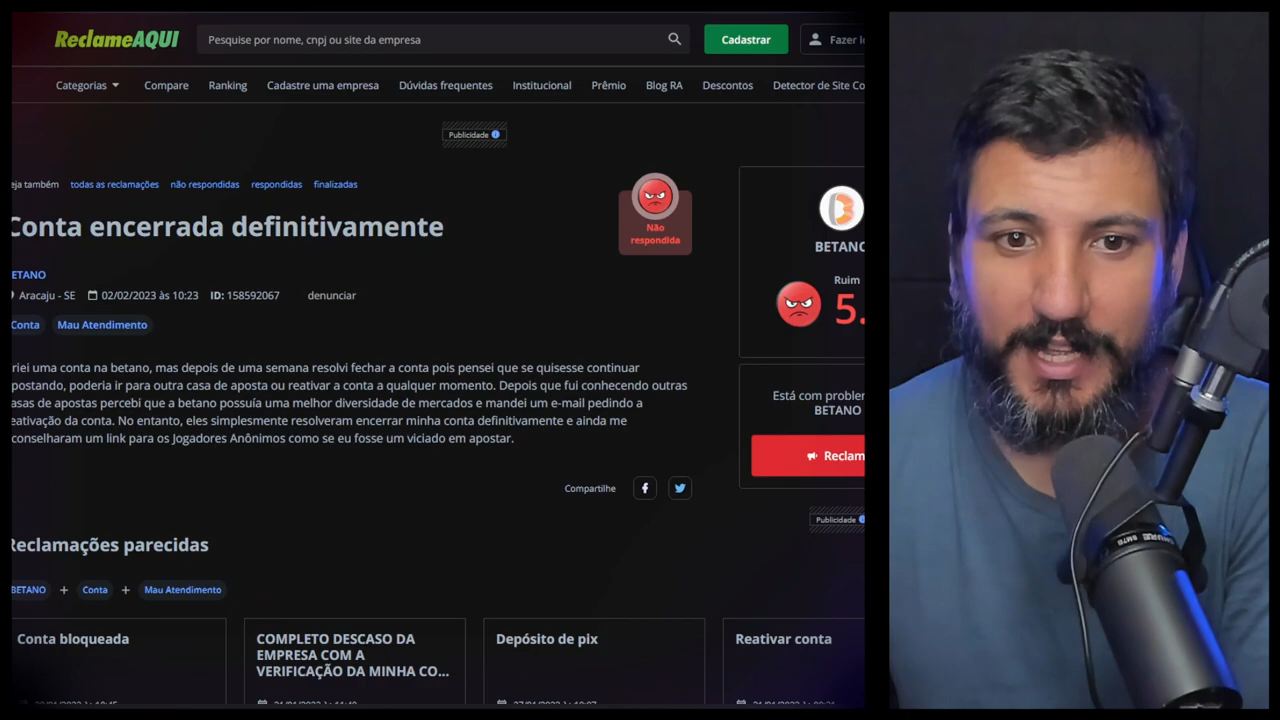 ReclameAQUI
Pesquise por nome, cnpj ou site da empresa
Cadastrar
Fazer lo
Categorias
Compare
Ranking
Cadastre uma empresa
Dúvidas frequentes
Institucional
Prêmio
Blog RA
Descontos
Detector de Site Co
Publicidade
eja também
todas as reclamações
não respondidas
respondidas
finalizadas
Conta encerrada definitivamente
Não
respondida
ETANO
Aracaju - SE
02/02/2023 às 10:23
ID: 158592067
denunciar
Conta
Mau Atendimento
riei uma conta na betano, mas depois de uma semana resolvi fechar a conta pois pensei que se quisesse continuar
postando, poderia ir para outra casa de aposta ou reativar a conta a qualquer momento. Depois que fui conhecendo outras
asas de apostas percebi que a betano possuía uma melhor diversidade de mercados e mandei um e-mail pedindo a
eativação da conta. No entanto, eles simplesmente resolveram encerrar minha conta definitivamente e ainda me
conselharam um link para os Jogadores Anônimos como se eu fosse um viciado em apostar.
Compartilhe
BETANO
Ruim
5.
Está com probler
BETANO
Reclam
Publicidade
Reclamações parecidas
BETANO
+
Conta
+
Mau Atendimento
Conta bloqueada
COMPLETO DESCASO DA
EMPRESA COM A
VERIFICAÇÃO DA MINHA CO...
Depósito de pix
Reativar conta
SHURE SM7B